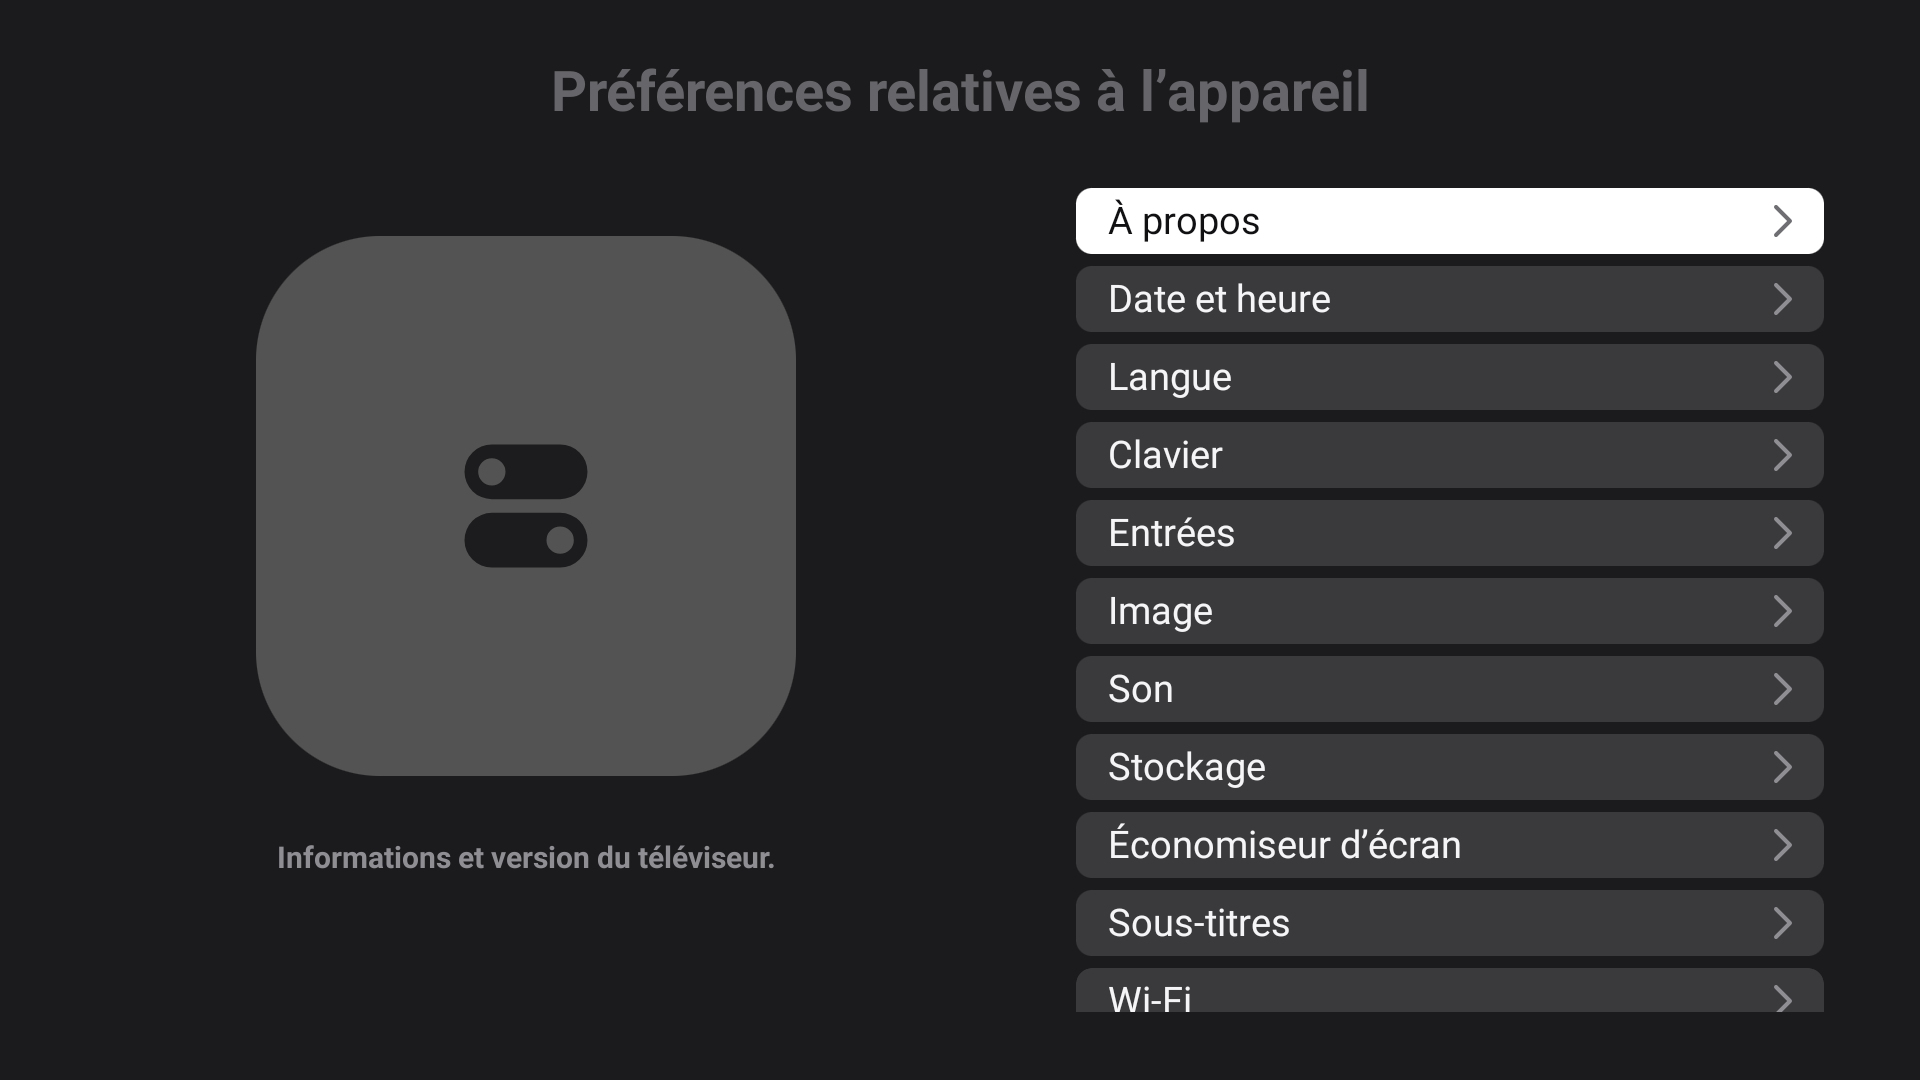 Préférences relatives à l’appareil
À propos
Date et heure
Langue
Clavier
Entrées
Image
Son
Stockage
Économiseur d’écran
Sous-titres
Wi-Fi
Informations et version du téléviseur.